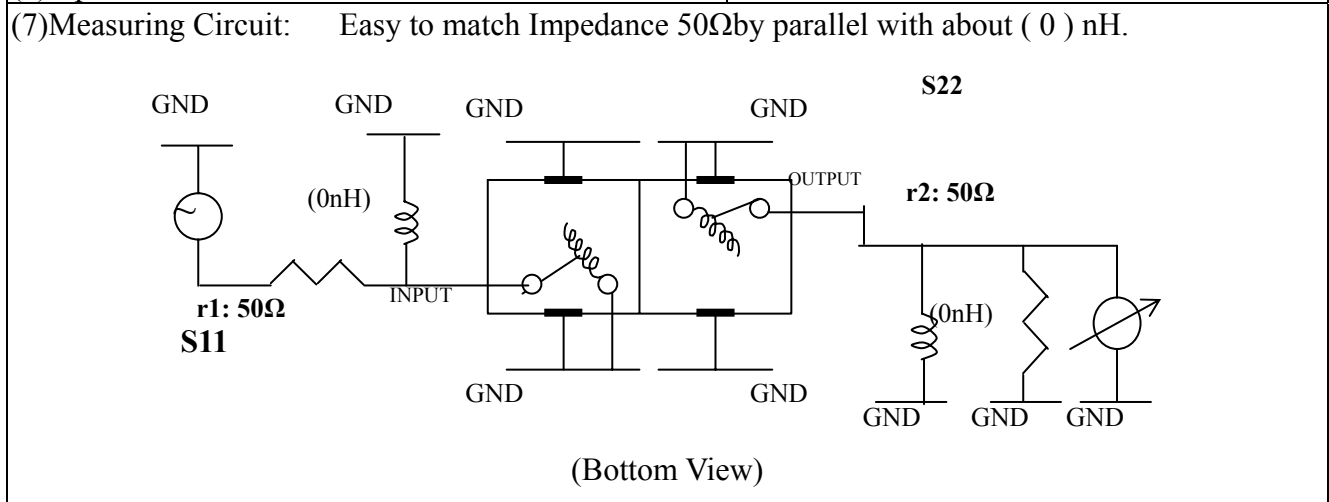 (7)Measuring Circuit: Easy to match Impedance 50Ωby parallel with about ( 0 ) nH.
S22
GND GND GND GND
OUTPUT
(0nH) r2: 50Ω
INPUT
r1: 50Ω (0nH)
S11
GND GND
GND GND GND
(Bottom View)